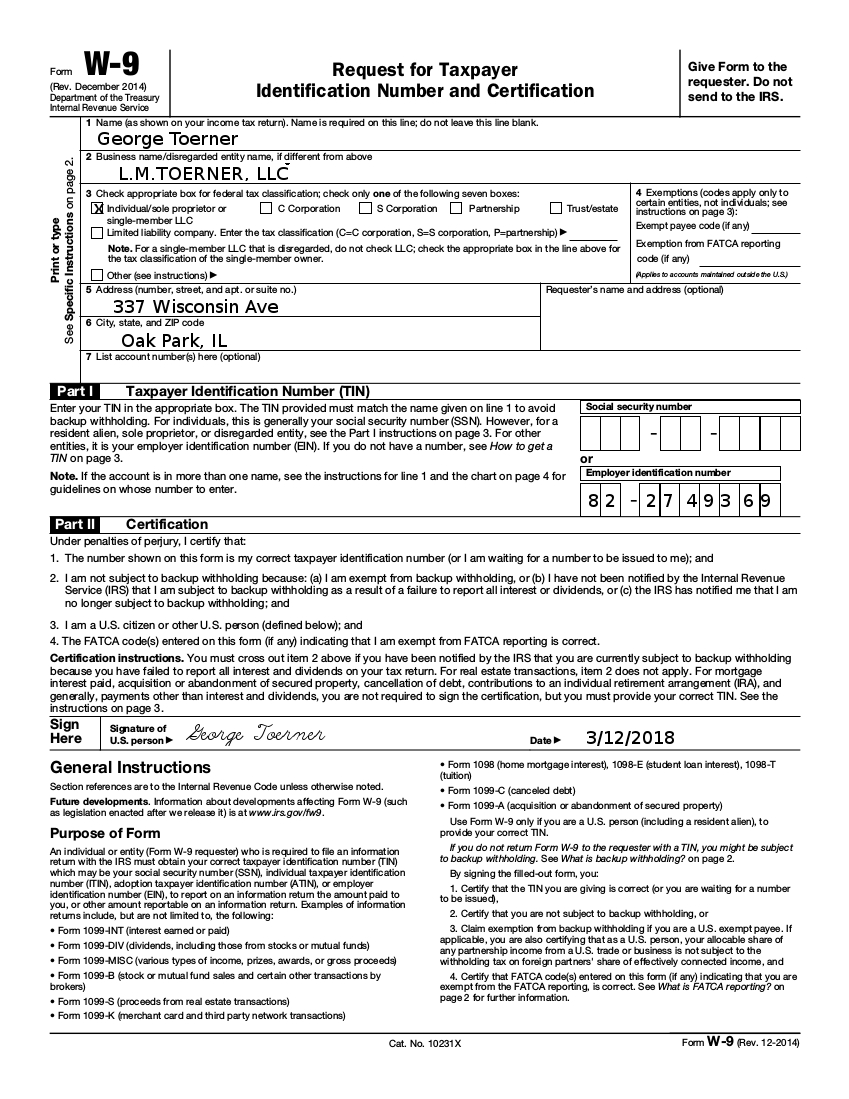 Form W-9
(Rev. December 2014)
Department of the Treasury
Internal Revenue Service
Request for Taxpayer
Identification Number and Certification
Give Form to the
requester. Do not
send to the IRS.
Print or type
See Specific Instructions on page 2.
1 Name (as shown on your income tax return). Name is required on this line; do not leave this line blank.
George Toerner
2 Business name/disregarded entity name, if different from above
L.M.TOERNER, LLC
3 Check appropriate box for federal tax classification; check only one of the following seven boxes:
X Individual/sole proprietor or
single-member LLC
C Corporation
S Corporation
Partnership
Trust/estate
Limited liability company. Enter the tax classification (C=C corporation, S=S corporation, P=partnership) ▶
Note. For a single-member LLC that is disregarded, do not check LLC; check the appropriate box in the line above for
the tax classification of the single-member owner.
Other (see instructions) ▶
4 Exemptions (codes apply only to
certain entities, not individuals; see
instructions on page 3):
Exempt payee code (if any)
Exemption from FATCA reporting
code (if any)
(Applies to accounts maintained outside the U.S.)
5 Address (number, street, and apt. or suite no.)
337 Wisconsin Ave
Requester's name and address (optional)
6 City, state, and ZIP code
Oak Park, IL
7 List account number(s) here (optional)
Part I Taxpayer Identification Number (TIN)
Enter your TIN in the appropriate box. The TIN provided must match the name given on line 1 to avoid
backup withholding. For individuals, this is generally your social security number (SSN). However, for a
resident alien, sole proprietor, or disregarded entity, see the Part I instructions on page 3. For other
entities, it is your employer identification number (EIN). If you do not have a number, see How to get a
TIN on page 3.
Note. If the account is in more than one name, see the instructions for line 1 and the chart on page 4 for
guidelines on whose number to enter.
Social security number
– –
or
Employer identification number
8 2 - 2 7 4 9 3 6 9
Part II Certification
Under penalties of perjury, I certify that:
1. The number shown on this form is my correct taxpayer identification number (or I am waiting for a number to be issued to me); and
2. I am not subject to backup withholding because: (a) I am exempt from backup withholding, or (b) I have not been notified by the Internal Revenue
Service (IRS) that I am subject to backup withholding as a result of a failure to report all interest or dividends, or (c) the IRS has notified me that I am
no longer subject to backup withholding; and
3. I am a U.S. citizen or other U.S. person (defined below); and
4. The FATCA code(s) entered on this form (if any) indicating that I am exempt from FATCA reporting is correct.
Certification instructions. You must cross out item 2 above if you have been notified by the IRS that you are currently subject to backup withholding
because you have failed to report all interest and dividends on your tax return. For real estate transactions, item 2 does not apply. For mortgage
interest paid, acquisition or abandonment of secured property, cancellation of debt, contributions to an individual retirement arrangement (IRA), and
generally, payments other than interest and dividends, you are not required to sign the certification, but you must provide your correct TIN. See the
instructions on page 3.
Sign
Here
Signature of
U.S. person ▶
George Toerner
Date ▶ 3/12/2018
General Instructions
Section references are to the Internal Revenue Code unless otherwise noted.
Future developments. Information about developments affecting Form W-9 (such
as legislation enacted after we release it) is at www.irs.gov/fw9.
Purpose of Form
An individual or entity (Form W-9 requester) who is required to file an information
return with the IRS must obtain your correct taxpayer identification number (TIN)
which may be your social security number (SSN), individual taxpayer identification
number (ITIN), adoption taxpayer identification number (ATIN), or employer
identification number (EIN), to report on an information return the amount paid to
you, or other amount reportable on an information return. Examples of information
returns include, but are not limited to, the following:
• Form 1099-INT (interest earned or paid)
• Form 1099-DIV (dividends, including those from stocks or mutual funds)
• Form 1099-MISC (various types of income, prizes, awards, or gross proceeds)
• Form 1099-B (stock or mutual fund sales and certain other transactions by
brokers)
• Form 1099-S (proceeds from real estate transactions)
• Form 1099-K (merchant card and third party network transactions)
• Form 1098 (home mortgage interest), 1098-E (student loan interest), 1098-T
(tuition)
• Form 1099-C (canceled debt)
• Form 1099-A (acquisition or abandonment of secured property)
Use Form W-9 only if you are a U.S. person (including a resident alien), to
provide your correct TIN.
If you do not return Form W-9 to the requester with a TIN, you might be subject
to backup withholding. See What is backup withholding? on page 2.
By signing the filled-out form, you:
1. Certify that the TIN you are giving is correct (or you are waiting for a number
to be issued),
2. Certify that you are not subject to backup withholding, or
3. Claim exemption from backup withholding if you are a U.S. exempt payee. If
applicable, you are also certifying that as a U.S. person, your allocable share of
any partnership income from a U.S. trade or business is not subject to the
withholding tax on foreign partners' share of effectively connected income, and
4. Certify that FATCA code(s) entered on this form (if any) indicating that you are
exempt from the FATCA reporting, is correct. See What is FATCA reporting? on
page 2 for further information.
Cat. No. 10231X
Form W-9 (Rev. 12-2014)